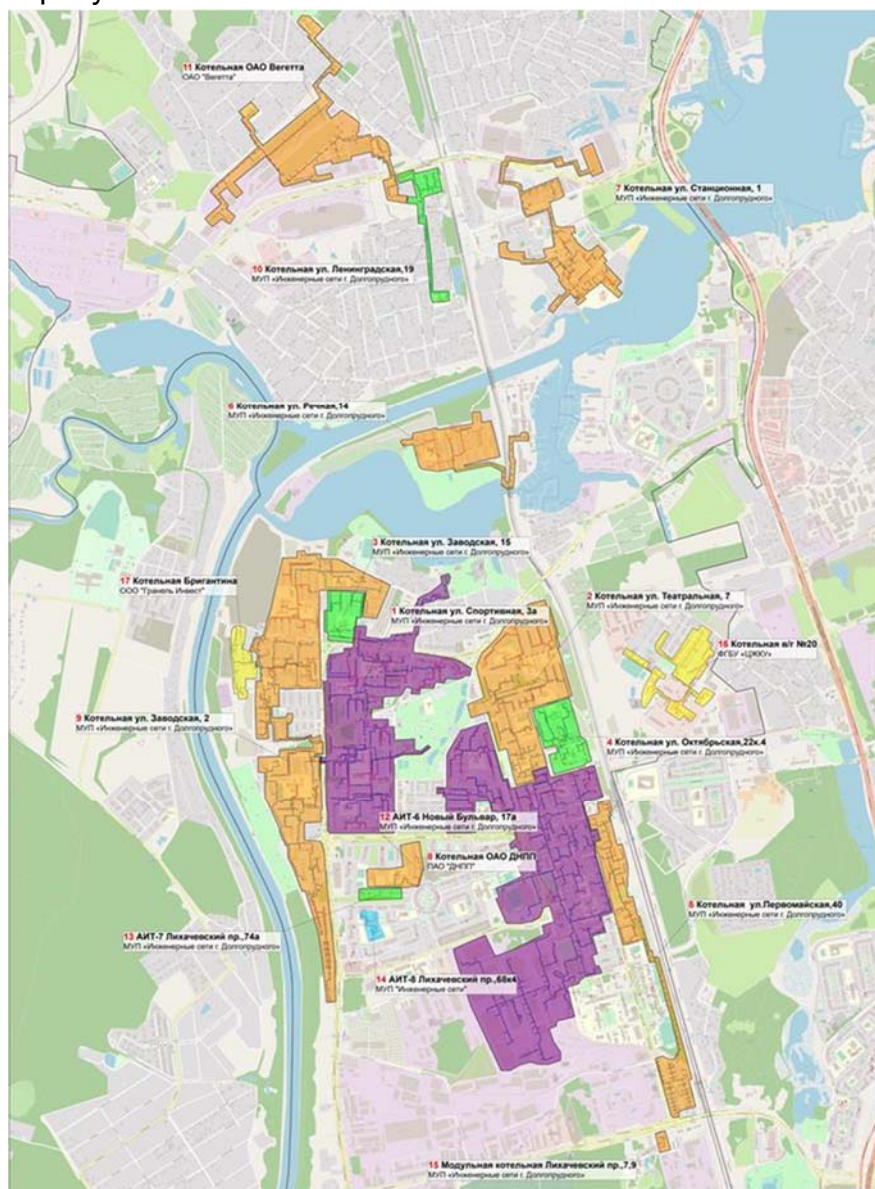 11 Котельная ОАО Вегетта
ОАО "Вегетта"
7 Котельная ул. Станционная, 1
МУП «Инженерные сети г. Долгопрудного»
10 Котельная ул. Ленинградская,19
МУП «Инженерные сети г. Долгопрудного»
6 Котельная ул. Речная,14
МУП «Инженерные сети г. Долгопрудного»
3 Котельная ул. Заводская, 15
МУП «Инженерные сети г. Долгопрудного»
17 Котельная Бригантина
ООО "Гранель Инвест"
1 Котельная ул. Спортивная, 3а
МУП «Инженерные сети г. Долгопрудного»
2 Котельная ул. Театральная, 7
МУП «Инженерные сети г. Долгопрудного»
16 Котельная в/г №20
ФГБУ «ЦЖКУ»
9 Котельная ул. Заводская, 2
МУП «Инженерные сети г. Долгопрудного»
4 Котельная ул. Октябрьская,22к.4
МУП «Инженерные сети г. Долгопрудного»
12 АИТ-6 Новый Бульвар, 17а
МУП «Инженерные сети г. Долгопрудного»
8 Котельная ОАО ДНПП
ПАО "ДНПП"
5 Котельная ул.Первомайская,40
МУП «Инженерные сети г. Долгопрудного»
13 АИТ-7 Лихачевский пр.,74а
МУП «Инженерные сети г. Долгопрудного»
14 АИТ-8 Лихачевский пр.,68к4
МУП "Инженерные сети"
15 Модульная котельная Лихачевский пр.,7,9
МУП «Инженерные сети г. Долгопрудного»